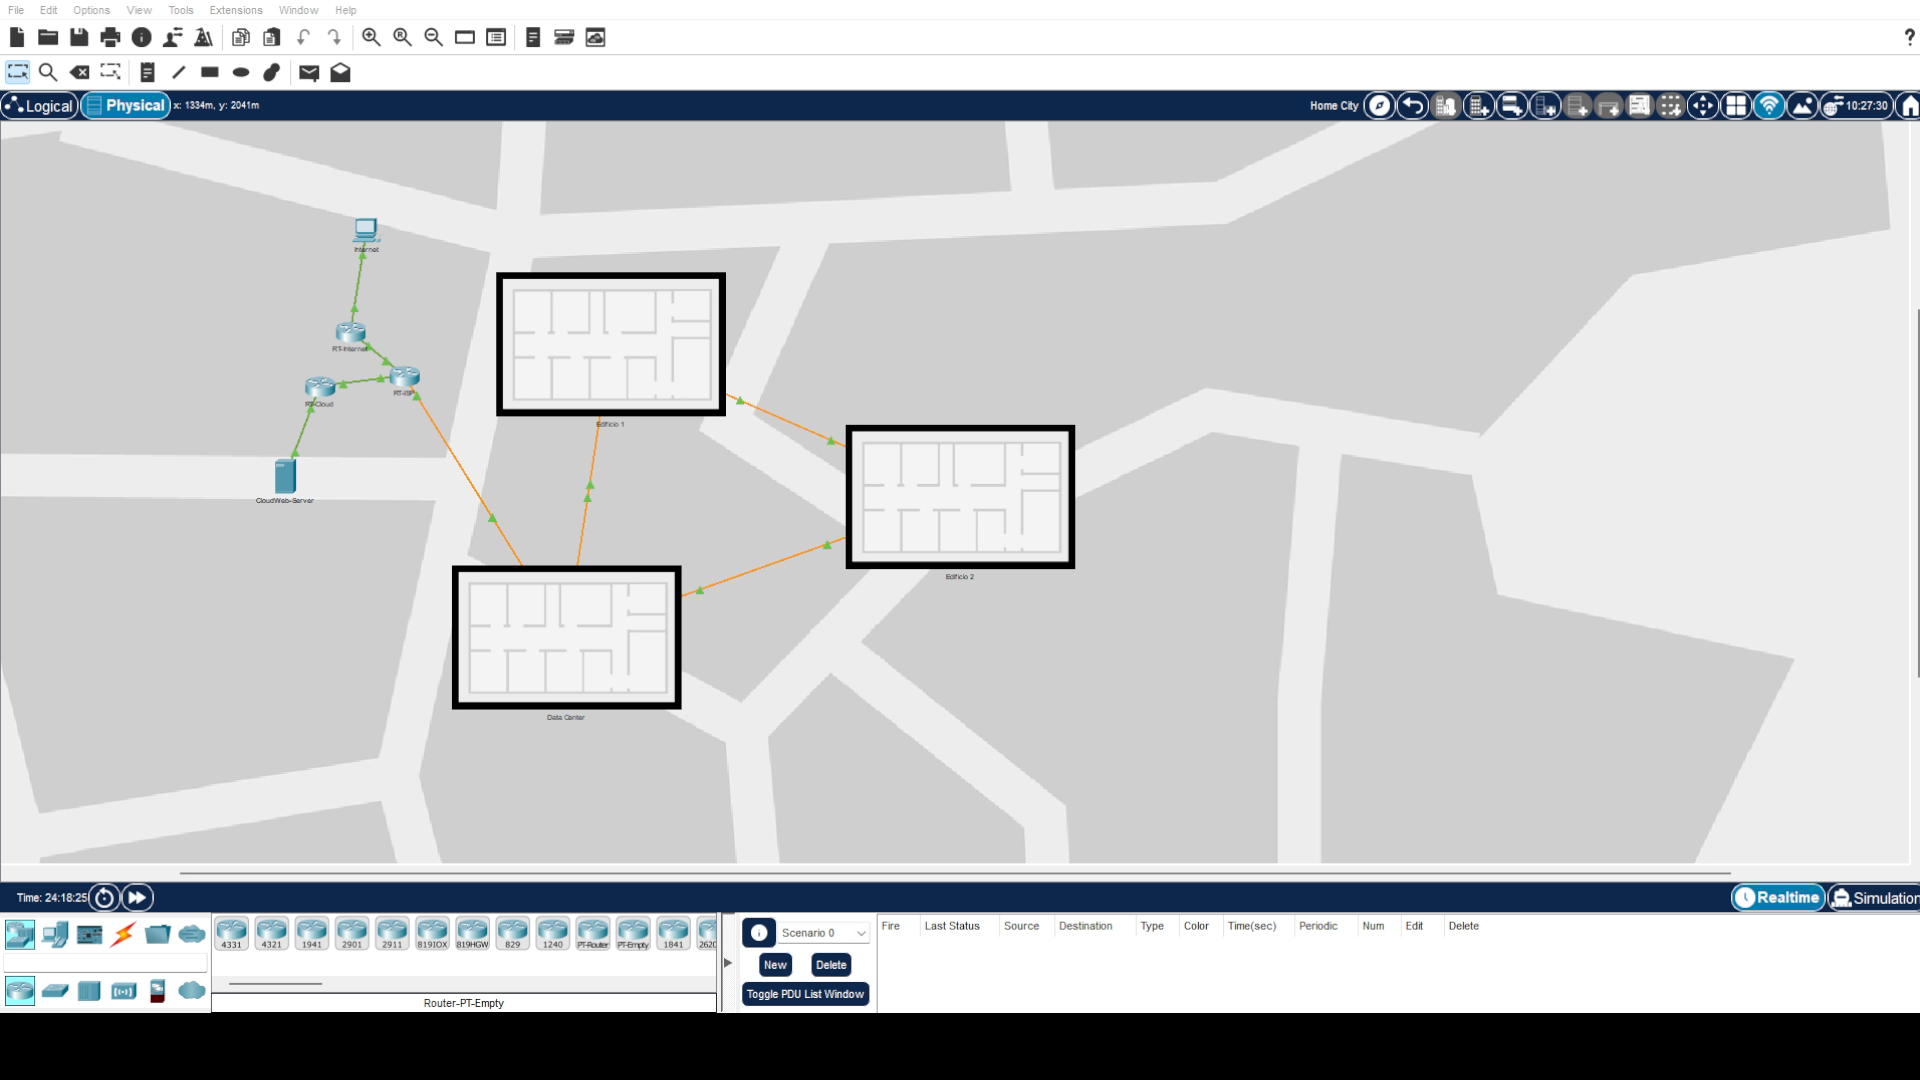 File Edit Options View Tools Extensions Window Help
?
Logical Physical x: 1334m, y: 2041m Home City 10:27:30
Internet
RT-Internet
RT-ISP
RT-Cloud
Edificio 1
CloudWeb-Server
Edificio 2
Data Center
Time: 24:18:25 Realtime Simulation
4331 4321 1941 2901 2911 819IOX 819HGW 829 1240 PT-Router PT-Empty 1841 2620
Router-PT-Empty
Scenario 0
New Delete
Toggle PDU List Window
Fire Last Status Source Destination Type Color Time(sec) Periodic Num Edit Delete